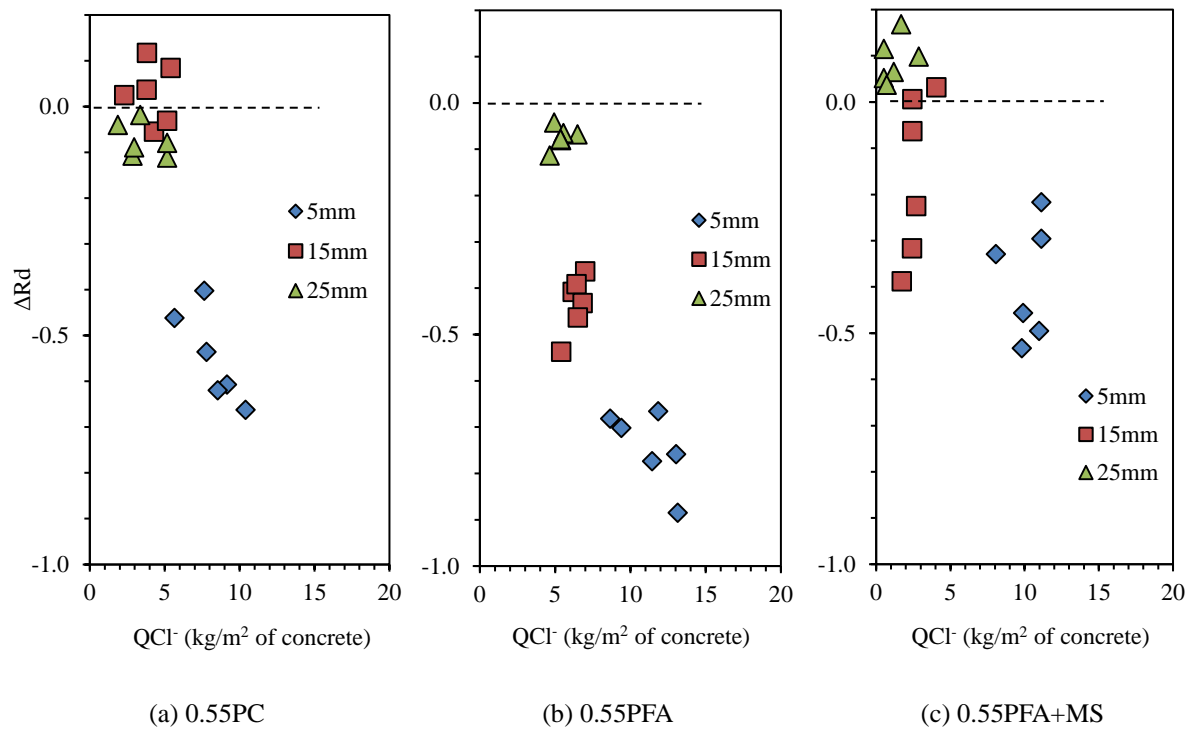 ΔRd
0.0
-0.5
-1.0
5mm
15mm
25mm
0 5 10 15 20
QCl⁻ (kg/m² of concrete)
(a) 0.55PC
0.0
-0.5
-1.0
5mm
15mm
25mm
0 5 10 15 20
QCl⁻ (kg/m² of concrete)
(b) 0.55PFA
0.0
-0.5
-1.0
5mm
15mm
25mm
0 5 10 15 20
QCl⁻ (kg/m² of concrete)
(c) 0.55PFA+MS